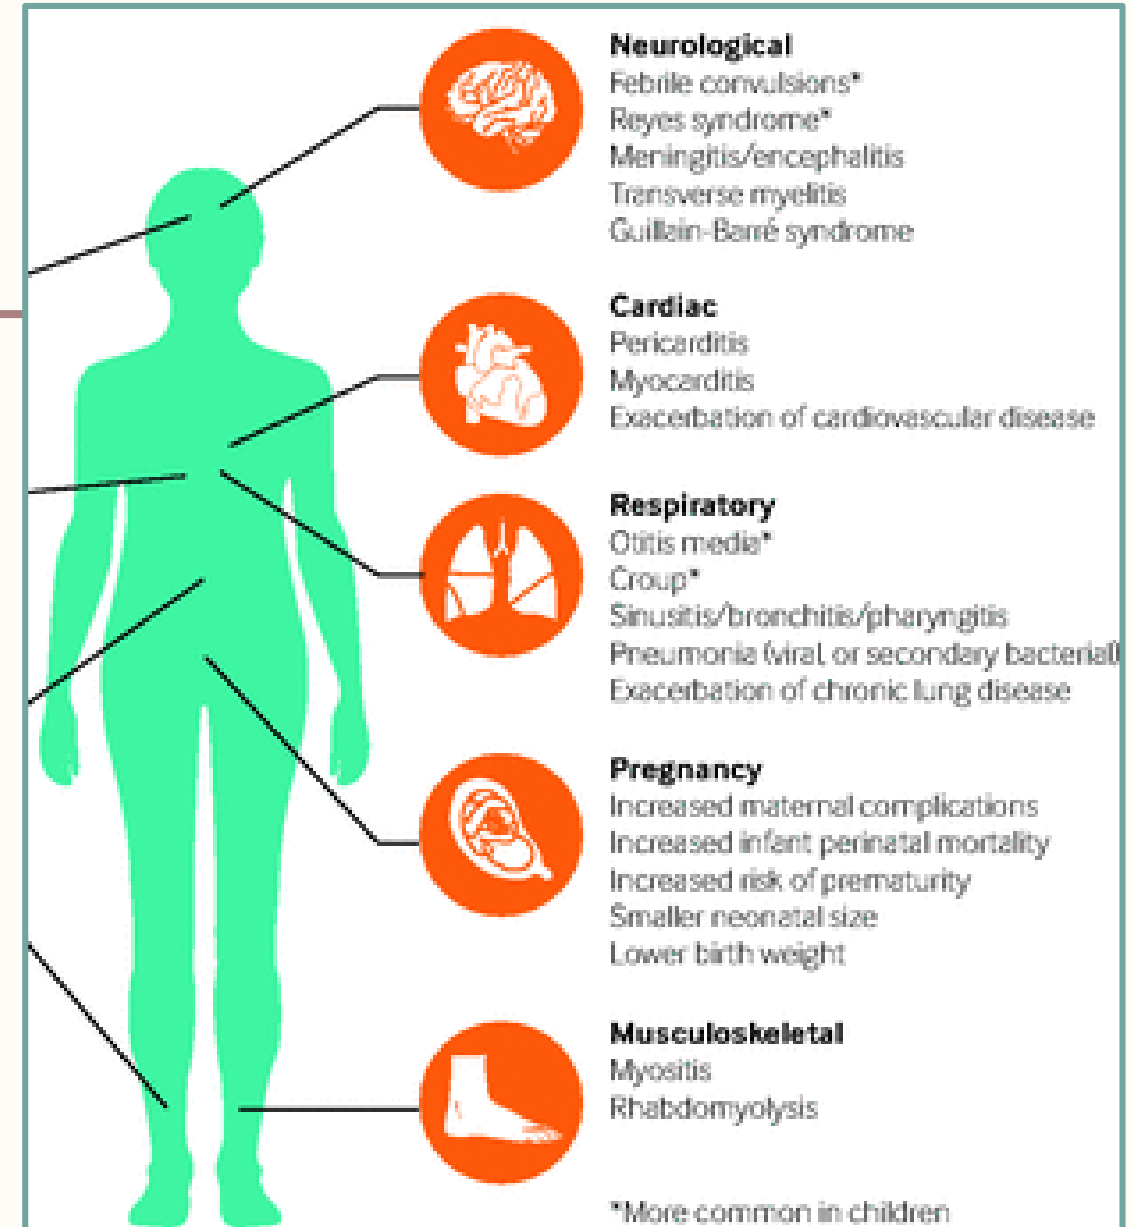 Neurological
Febrile convulsions*
Reyes syndrome*
Meningitis/encephalitis
Transverse myelitis
Guillain-Barré syndrome
Cardiac
Pericarditis
Myocarditis
Exacerbation of cardiovascular disease
Respiratory
Otitis media*
Croup*
Sinusitis/bronchitis/pharyngitis
Pneumonia (viral or secondary bacterial)
Exacerbation of chronic lung disease
Pregnancy
Increased maternal complications
Increased infant perinatal mortality
Increased risk of prematurity
Smaller neonatal size
Lower birth weight
Musculoskeletal
Myositis
Rhabdomyolysis
*More common in children